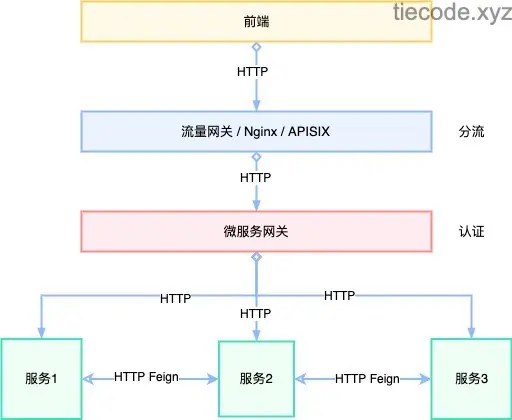 tiecode.xyz
前端
HTTP
流量网关 / Nginx / APISIX
分流
HTTP
微服务网关
认证
HTTP
HTTP
HTTP
服务1
HTTP Feign
服务2
HTTP Feign
服务3